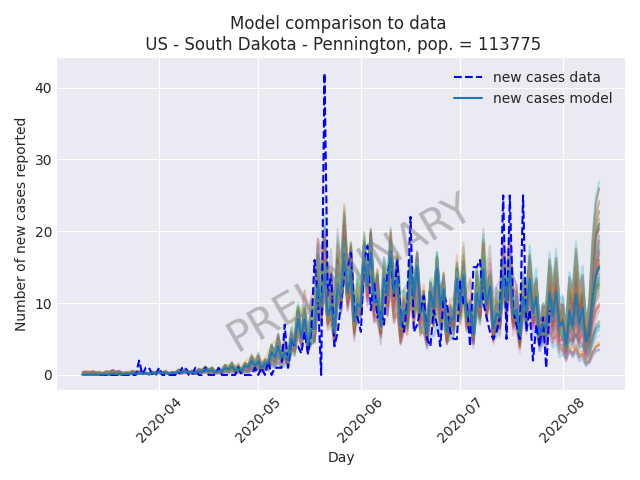 Model comparison to data
US - South Dakota - Pennington, pop. = 113775
new cases data
new cases model
Number of new cases reported
40
30
20
10
0
PRELIMINARY
2020-04
2020-05
2020-06
2020-07
2020-08
Day